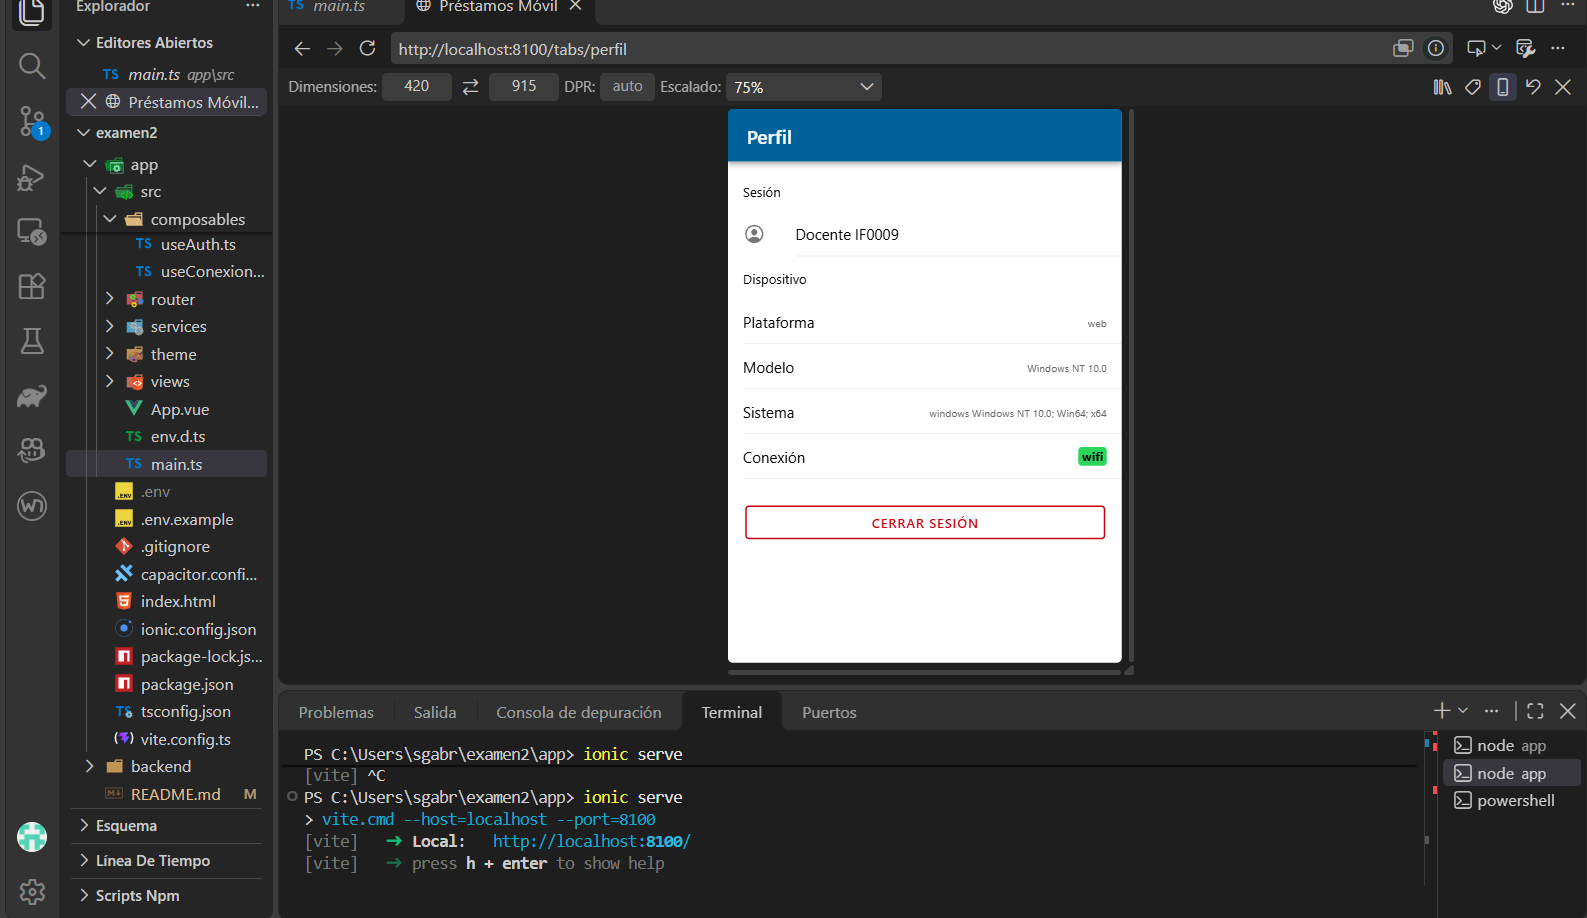 Explorador
Editores Abiertos
TS main.ts app\src
Préstamos Móvil...
examen2
app
src
composables
TS useAuth.ts
TS useConexion...
router
services
theme
views
App.vue
TS env.d.ts
TS main.ts
.env
.env.example
.gitignore
capacitor.confi...
index.html
ionic.config.json
package-lock.js...
package.json
tsconfig.json
vite.config.ts
backend
README.md M
Esquema
Línea De Tiempo
Scripts Npm
1
TS main.ts
Préstamos Móvil
http://localhost:8100/tabs/perfil
Dimensiones: 420 915 DPR: auto Escalado: 75%
Perfil
Sesión
Docente IF0009
Dispositivo
Plataforma web
Modelo Windows NT 10.0
Sistema windows Windows NT 10.0; Win64; x64
Conexión wifi
CERRAR SESIÓN
Problemas Salida Consola de depuración Terminal Puertos
PS C:\Users\sgabr\examen2\app> ionic serve
[vite] ^C
PS C:\Users\sgabr\examen2\app> ionic serve
> vite.cmd --host=localhost --port=8100
[vite] ➜ Local: http://localhost:8100/
[vite] ➜ press h + enter to show help
node app
node app
powershell